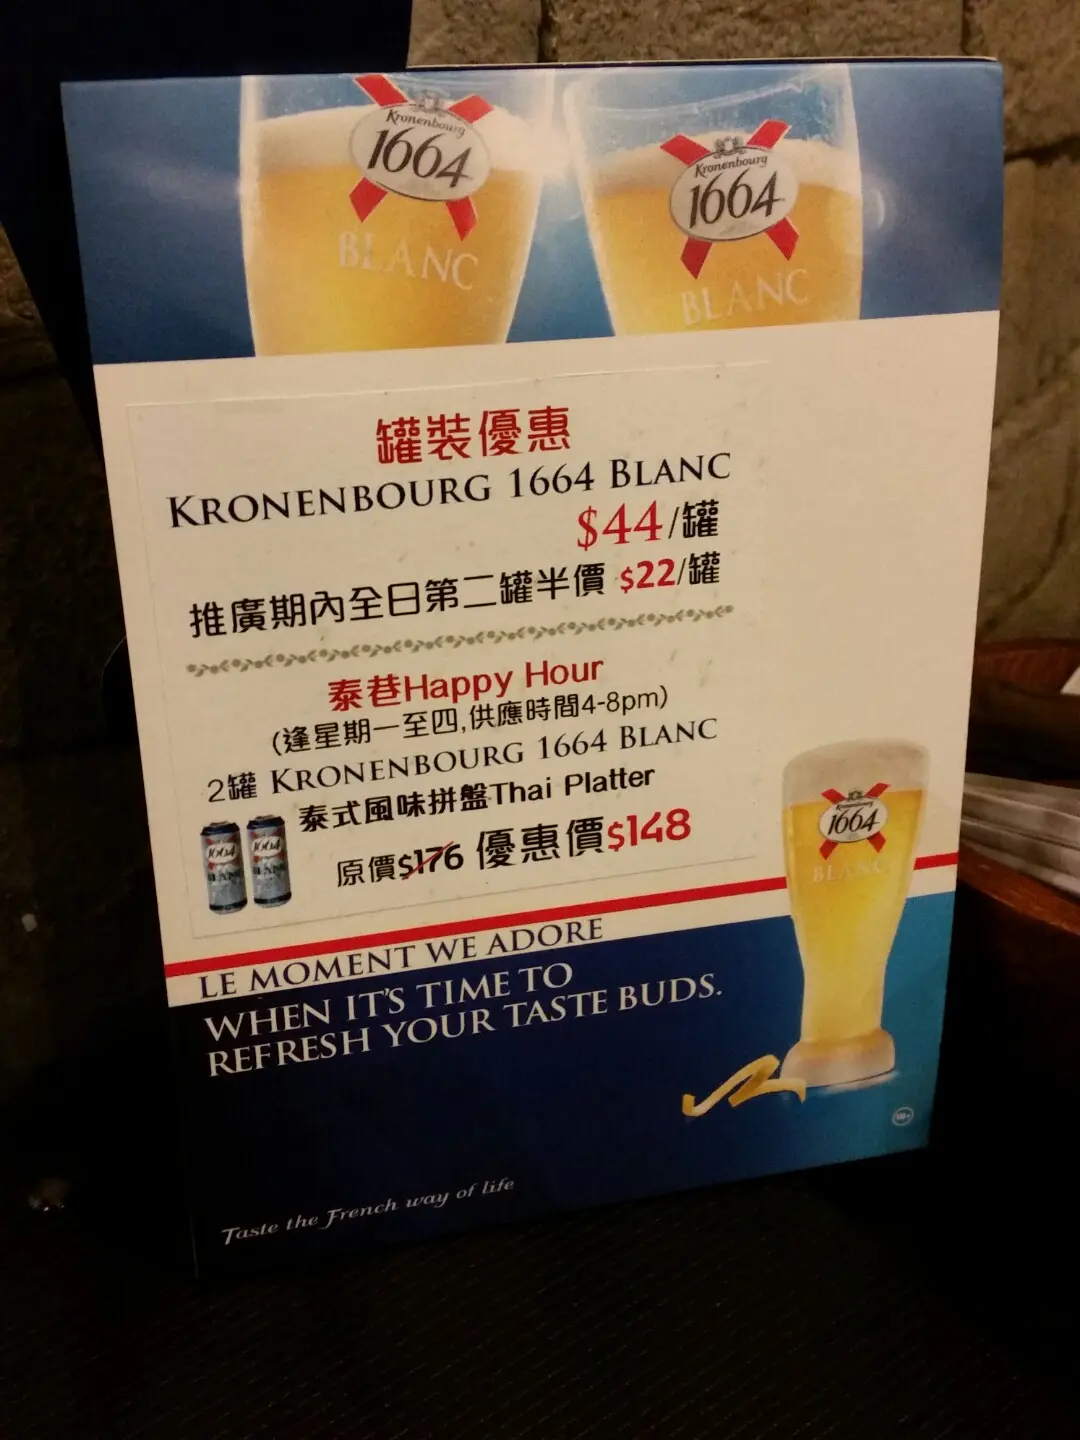 Kronenbourg
1664
BLANC
Kronenbourg
1664
BLANC
罐裝優惠
KRONENBOURG 1664 BLANC
$44/罐
推廣期內全日第二罐半價 $22/罐
泰巷Happy Hour
(逢星期一至四,供應時間4-8pm)
2罐 KRONENBOURG 1664 BLANC
泰式風味拼盤Thai Platter
1664
1664
原價$176 優惠價$148
Kronenbourg
1664
BLANC
LE MOMENT WE ADORE
WHEN IT'S TIME TO
REFRESH YOUR TASTE BUDS.
Taste the French way of life